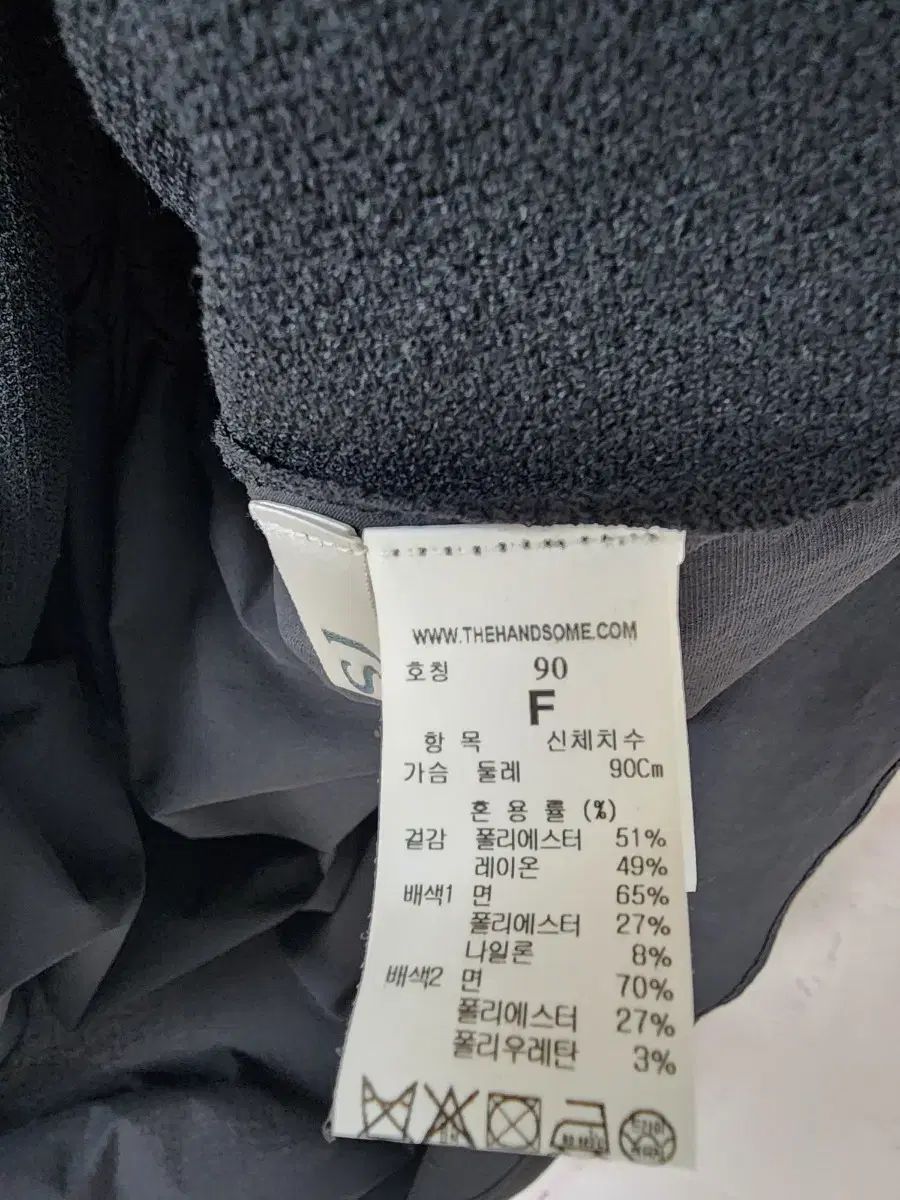 WWW.THEHANDSOME.COM
호칭 90
F
항 목 신체치수
가슴 둘레 90Cm
혼 용 률 (%)
겉감 폴리에스터 51%
레이온 49%
배색1 면 65%
폴리에스터 27%
나일론 8%
배색2 면 70%
폴리에스터 27%
폴리우레탄 3%
드라이